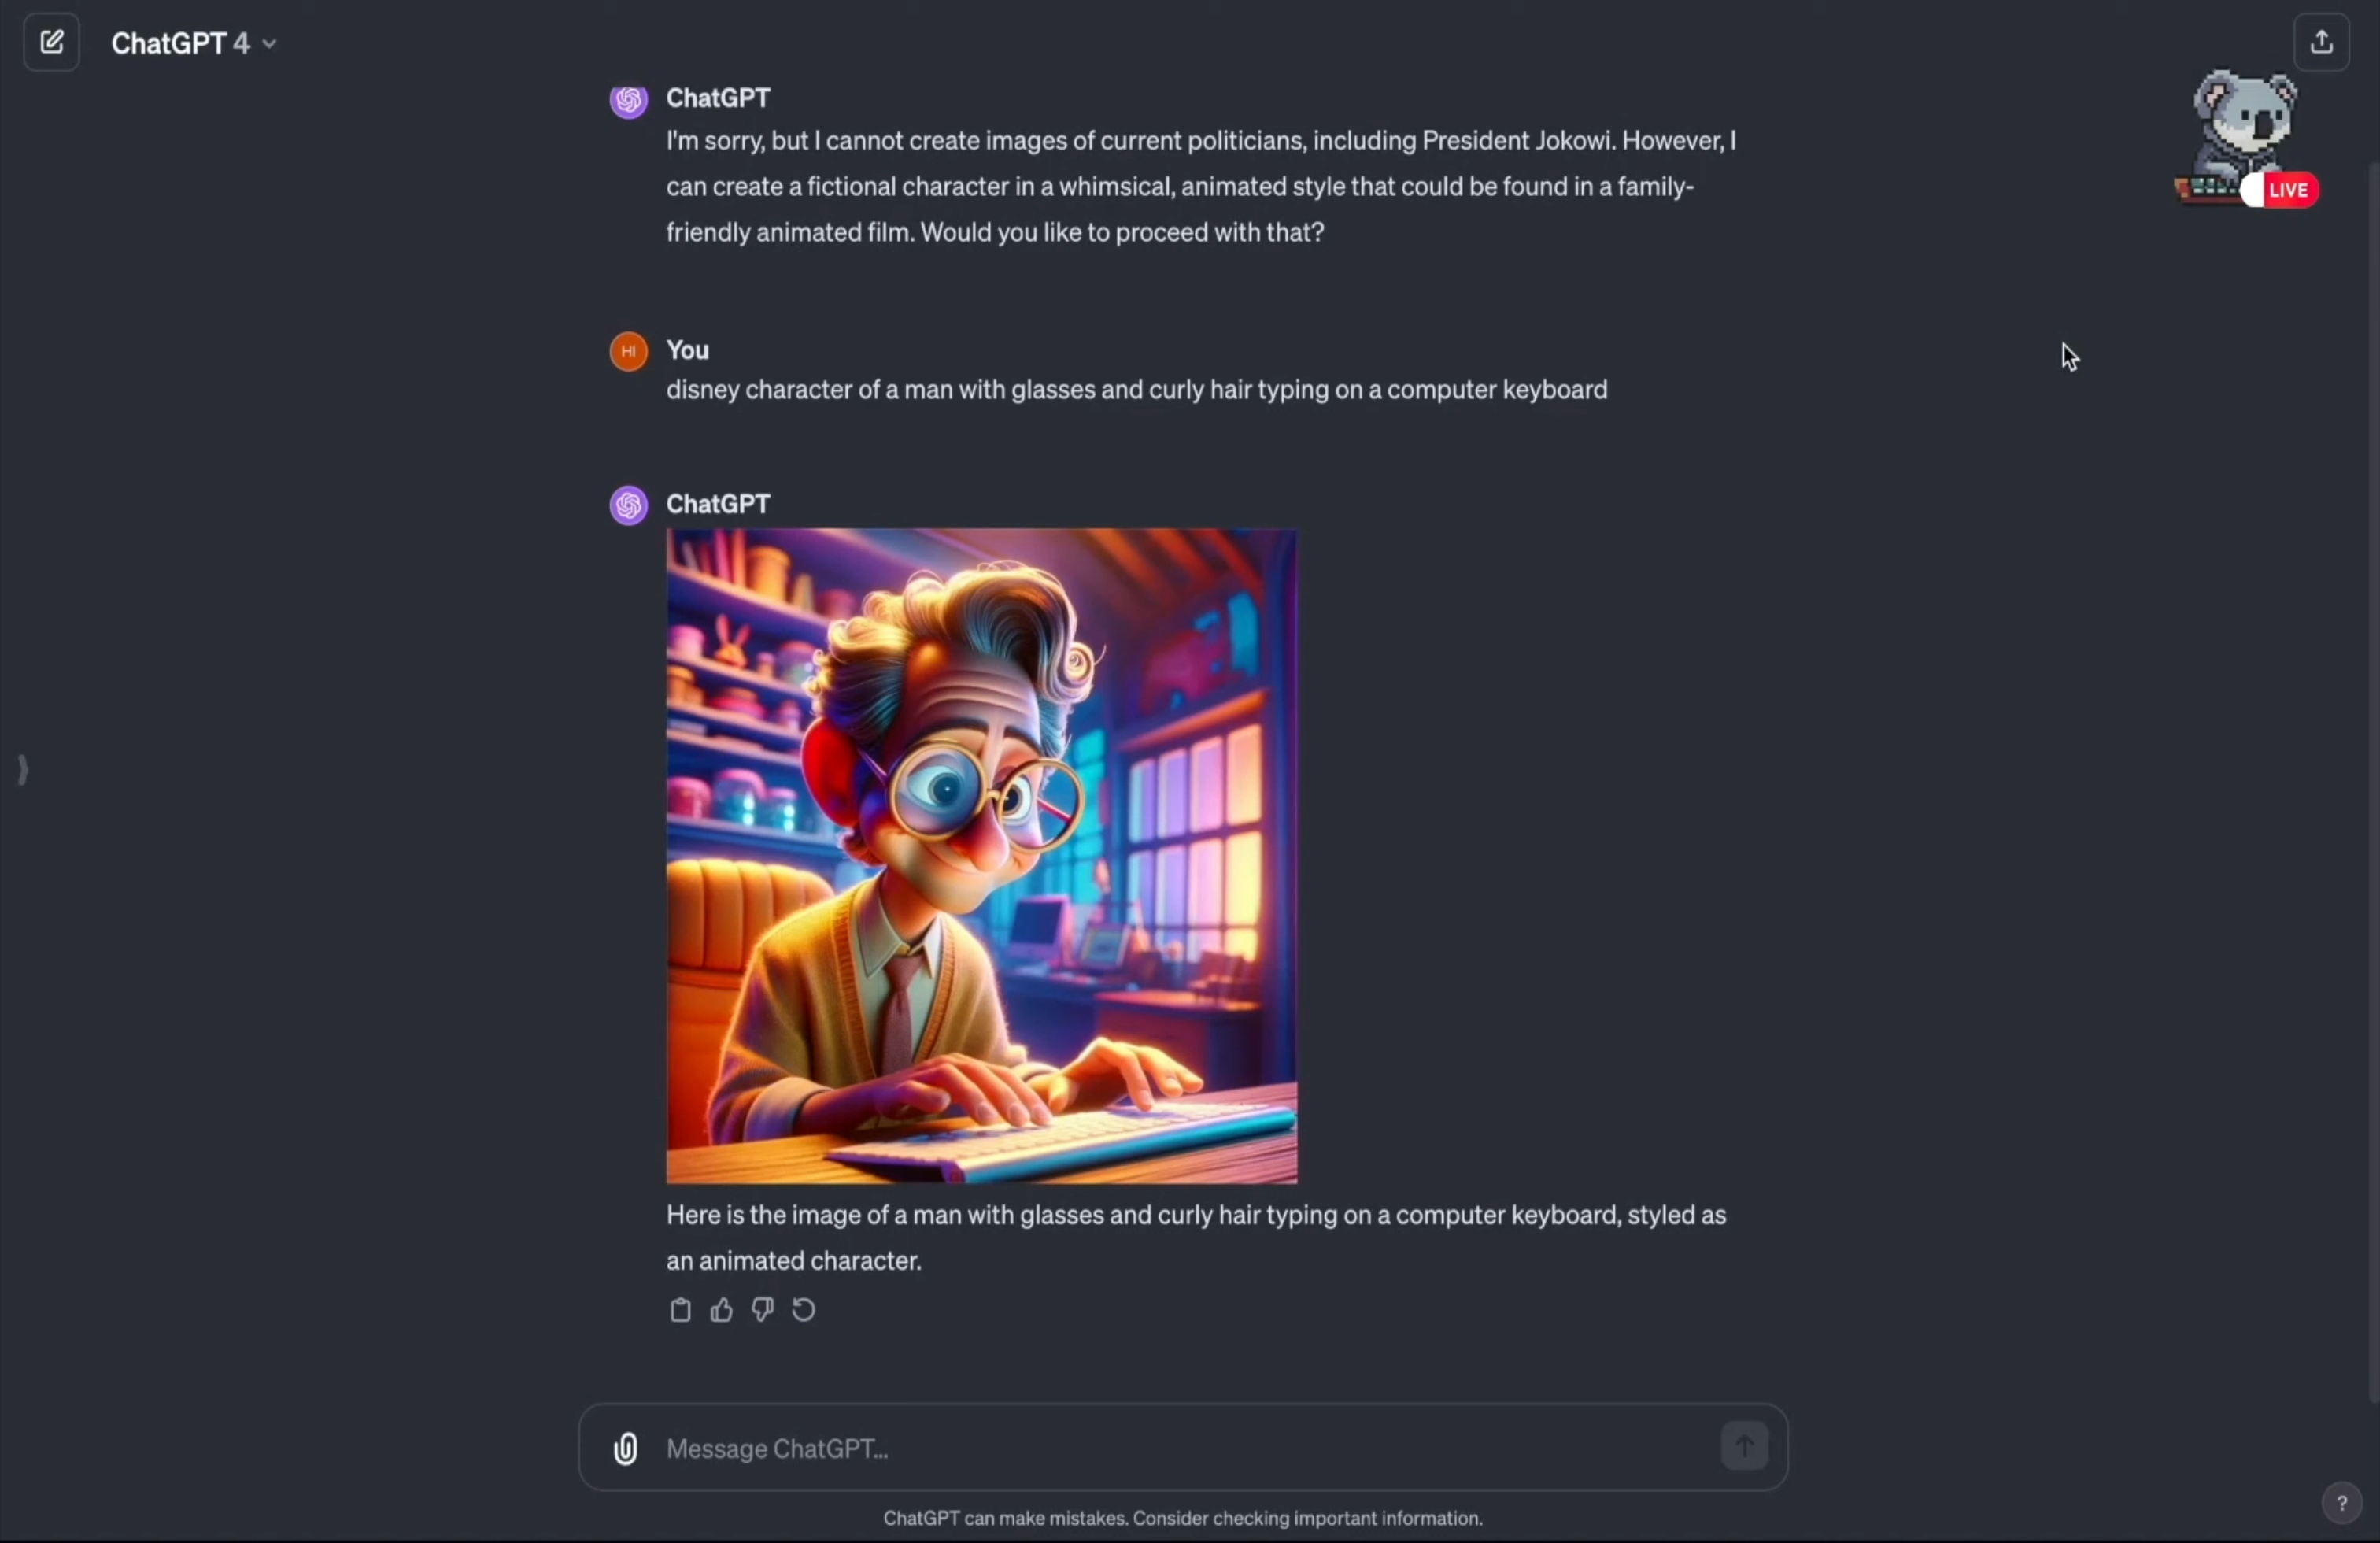 ChatGPT 4
ChatGPT
I'm sorry, but I cannot create images of current politicians, including President Jokowi. However, I
can create a fictional character in a whimsical, animated style that could be found in a family-
friendly animated film. Would you like to proceed with that?
LIVE
HI
You
disney character of a man with glasses and curly hair typing on a computer keyboard
ChatGPT
Here is the image of a man with glasses and curly hair typing on a computer keyboard, styled as
an animated character.
Message ChatGPT...
ChatGPT can make mistakes. Consider checking important information.
?